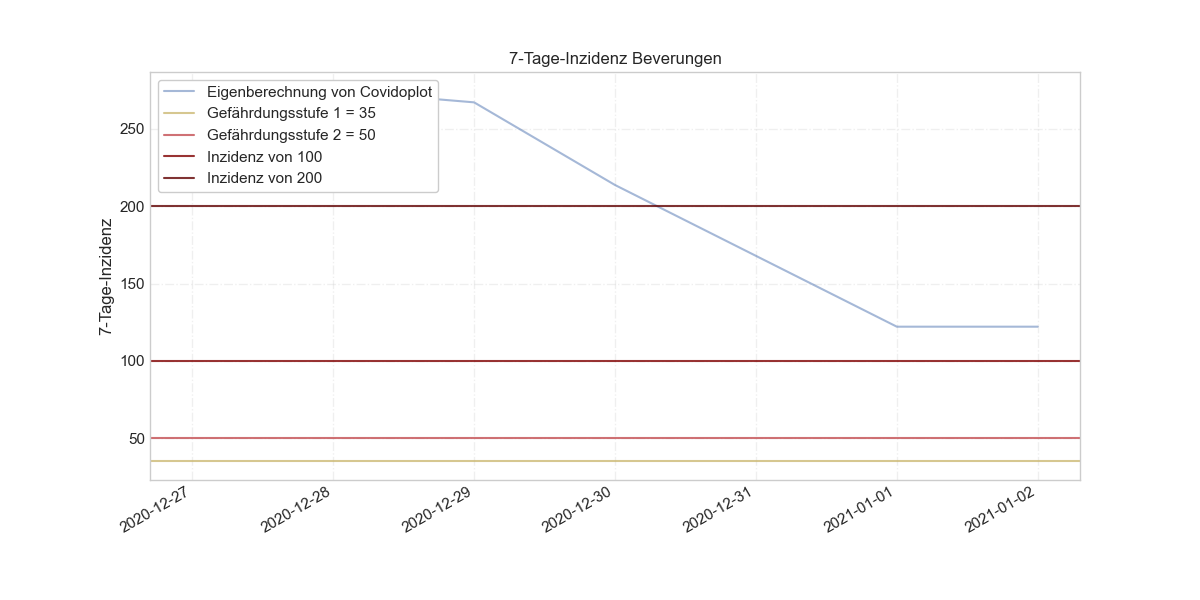 7-Tage-Inzidenz Beverungen
Eigenberechnung von Covidoplot
Gefährdungsstufe 1 = 35
Gefährdungsstufe 2 = 50
Inzidenz von 100
Inzidenz von 200
7-Tage-Inzidenz
250
200
150
100
50
2020-12-27
2020-12-28
2020-12-29
2020-12-30
2020-12-31
2021-01-01
2021-01-02